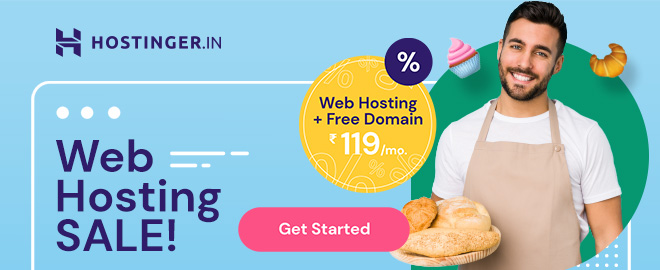 HOSTINGER.IN
Web
Hosting
SALE!
%
Web Hosting
+ Free Domain
₹ 119/mo.
Get Started